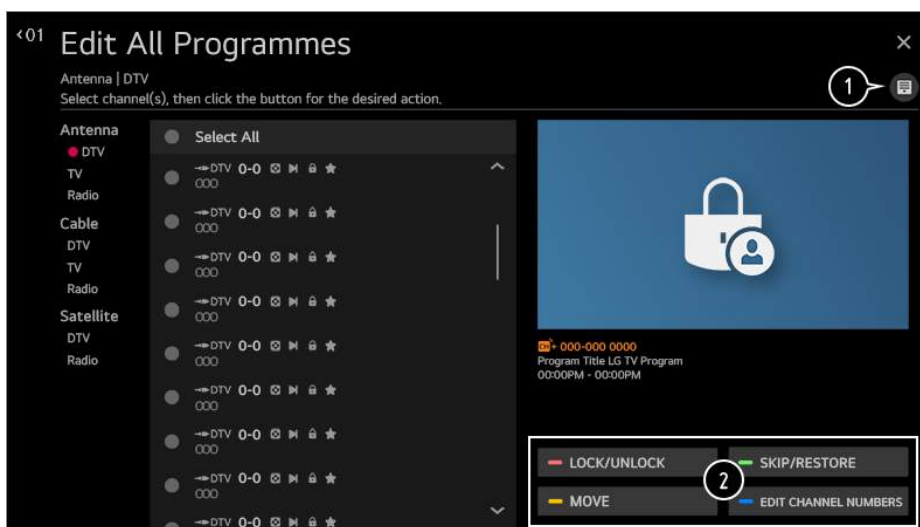 <01 Edit All Programmes
Antenna | DTV
Select channel(s), then click the button for the desired action.
1
Antenna
DTV
TV
Radio
Cable
DTV
TV
Radio
Satellite
DTV
Radio
Select All
DTV 0-0
000
DTV 0-0
000
DTV 0-0
000
DTV 0-0
000
DTV 0-0
000
DTV 0-0
000
DTV 0-0
000
DTV 0-0
000
DTV 0-0
CH+ 000-000 0000
Program Title LG TV Program
00:00PM - 00:00PM
LOCK/UNLOCK
SKIP/RESTORE
2
MOVE
EDIT CHANNEL NUMBERS